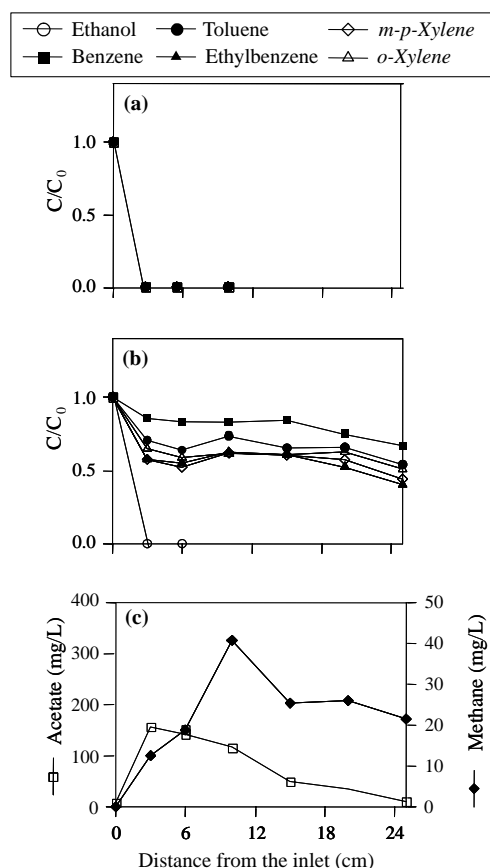 Ethanol Toluene m-p-Xylene
Benzene Ethylbenzene o-Xylene
(a)
1.0
0.5
0.0
C/C0
(b)
1.0
0.5
0.0
C/C0
(c)
400
300
200
100
0
Acetate (mg/L)
50
40
30
20
10
0
Methane (mg/L)
0 6 12 18 24
Distance from the inlet (cm)